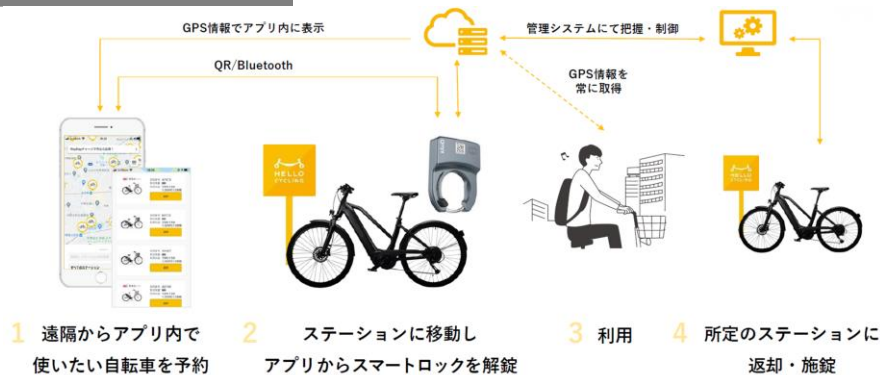 GPS情報でアプリ内に表示
管理システムにて把握・制御
QR/Bluetooth
GPS情報を
常に取得
HELLO
CYCLING
HELLO
CYCLING
1 遠隔からアプリ内で
使いたい自転車を予約
2 ステーションに移動し
アプリからスマートロックを解錠
3 利用
4 所定のステーションに
返却・施錠